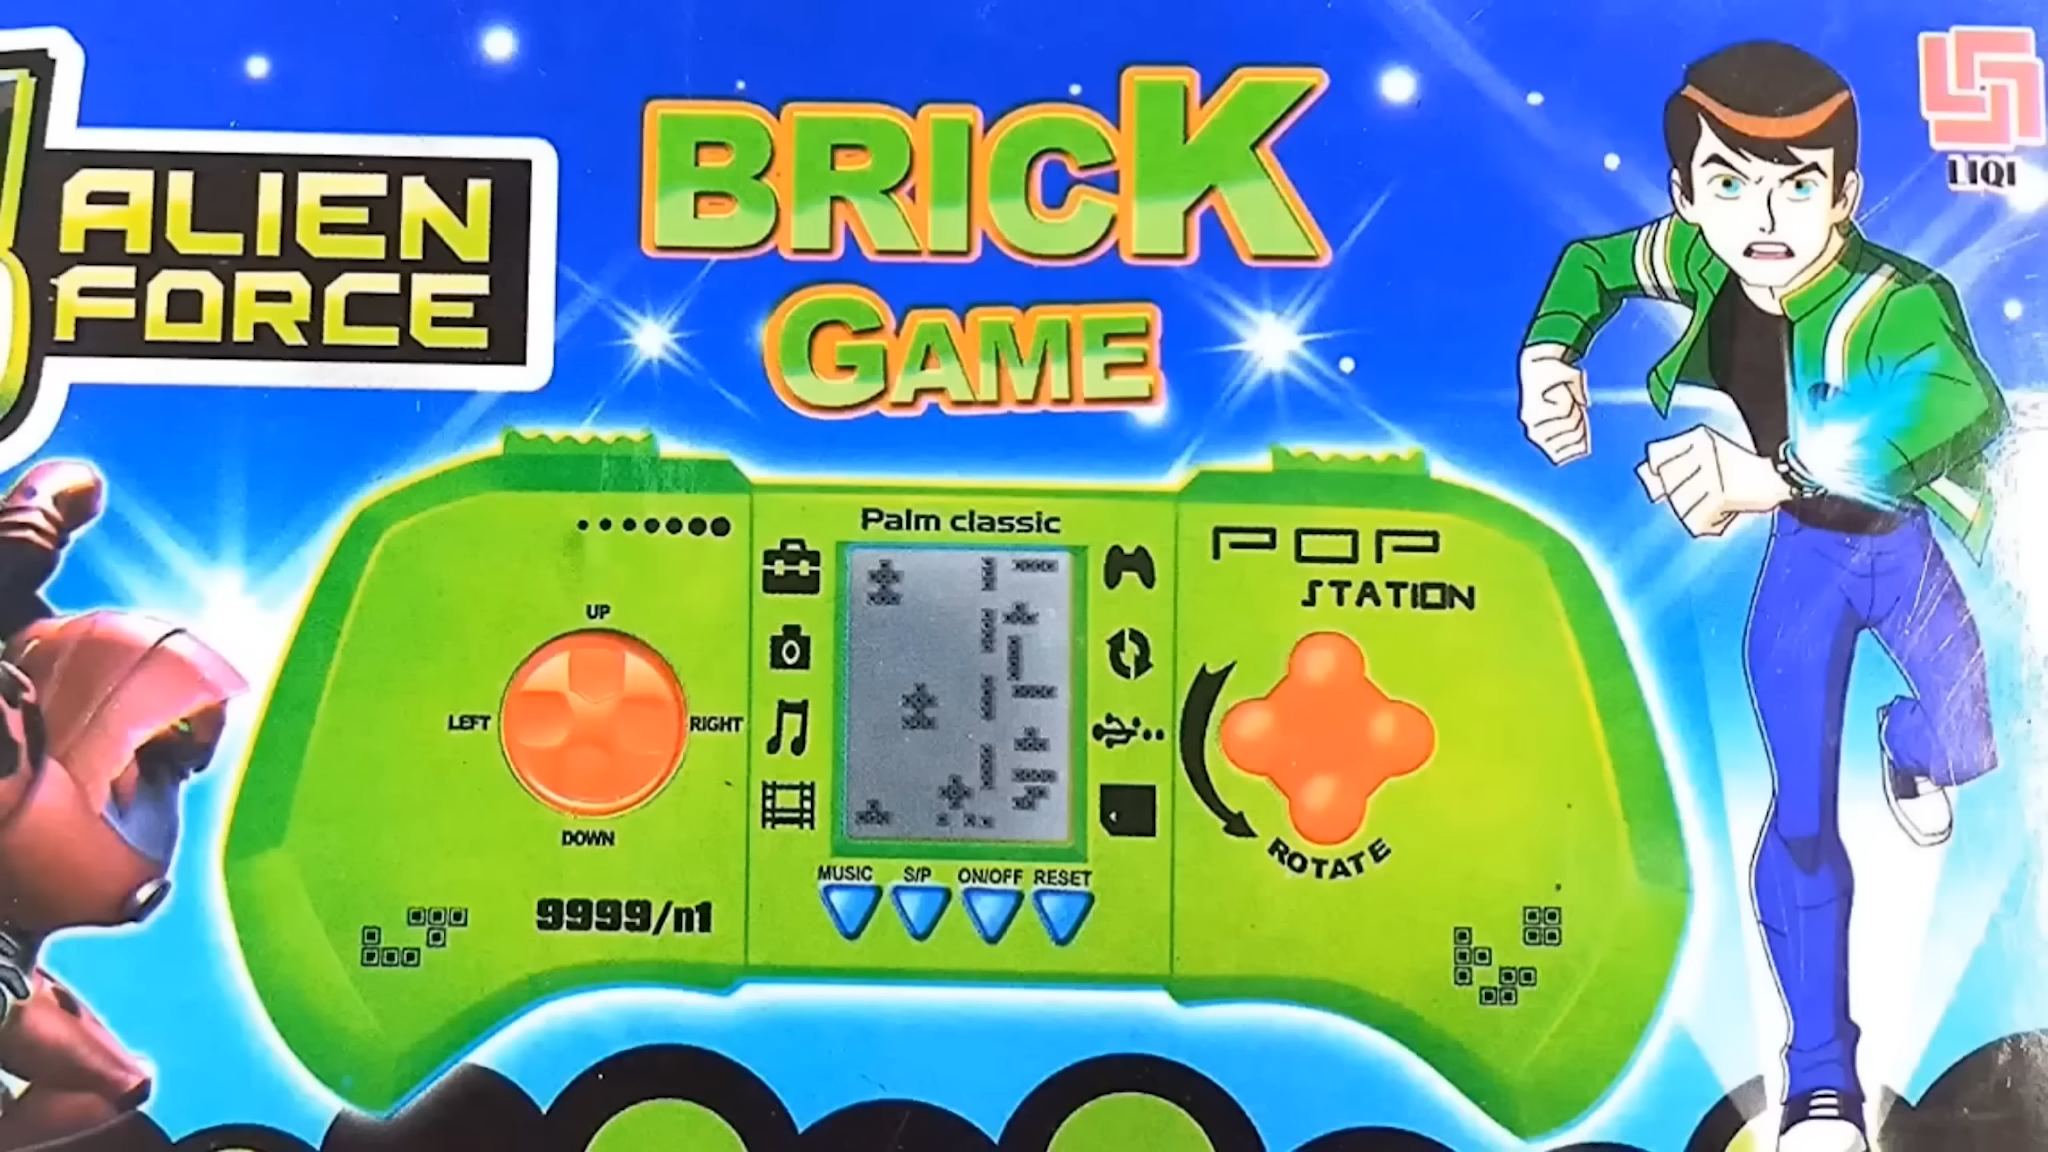 ALIEN
FORCE
BRICK
GAME
LIQI
Palm classic
POP
STATION
UP
LEFT
RIGHT
DOWN
ROTATE
MUSIC S/P ON/OFF RESET
9999/n1